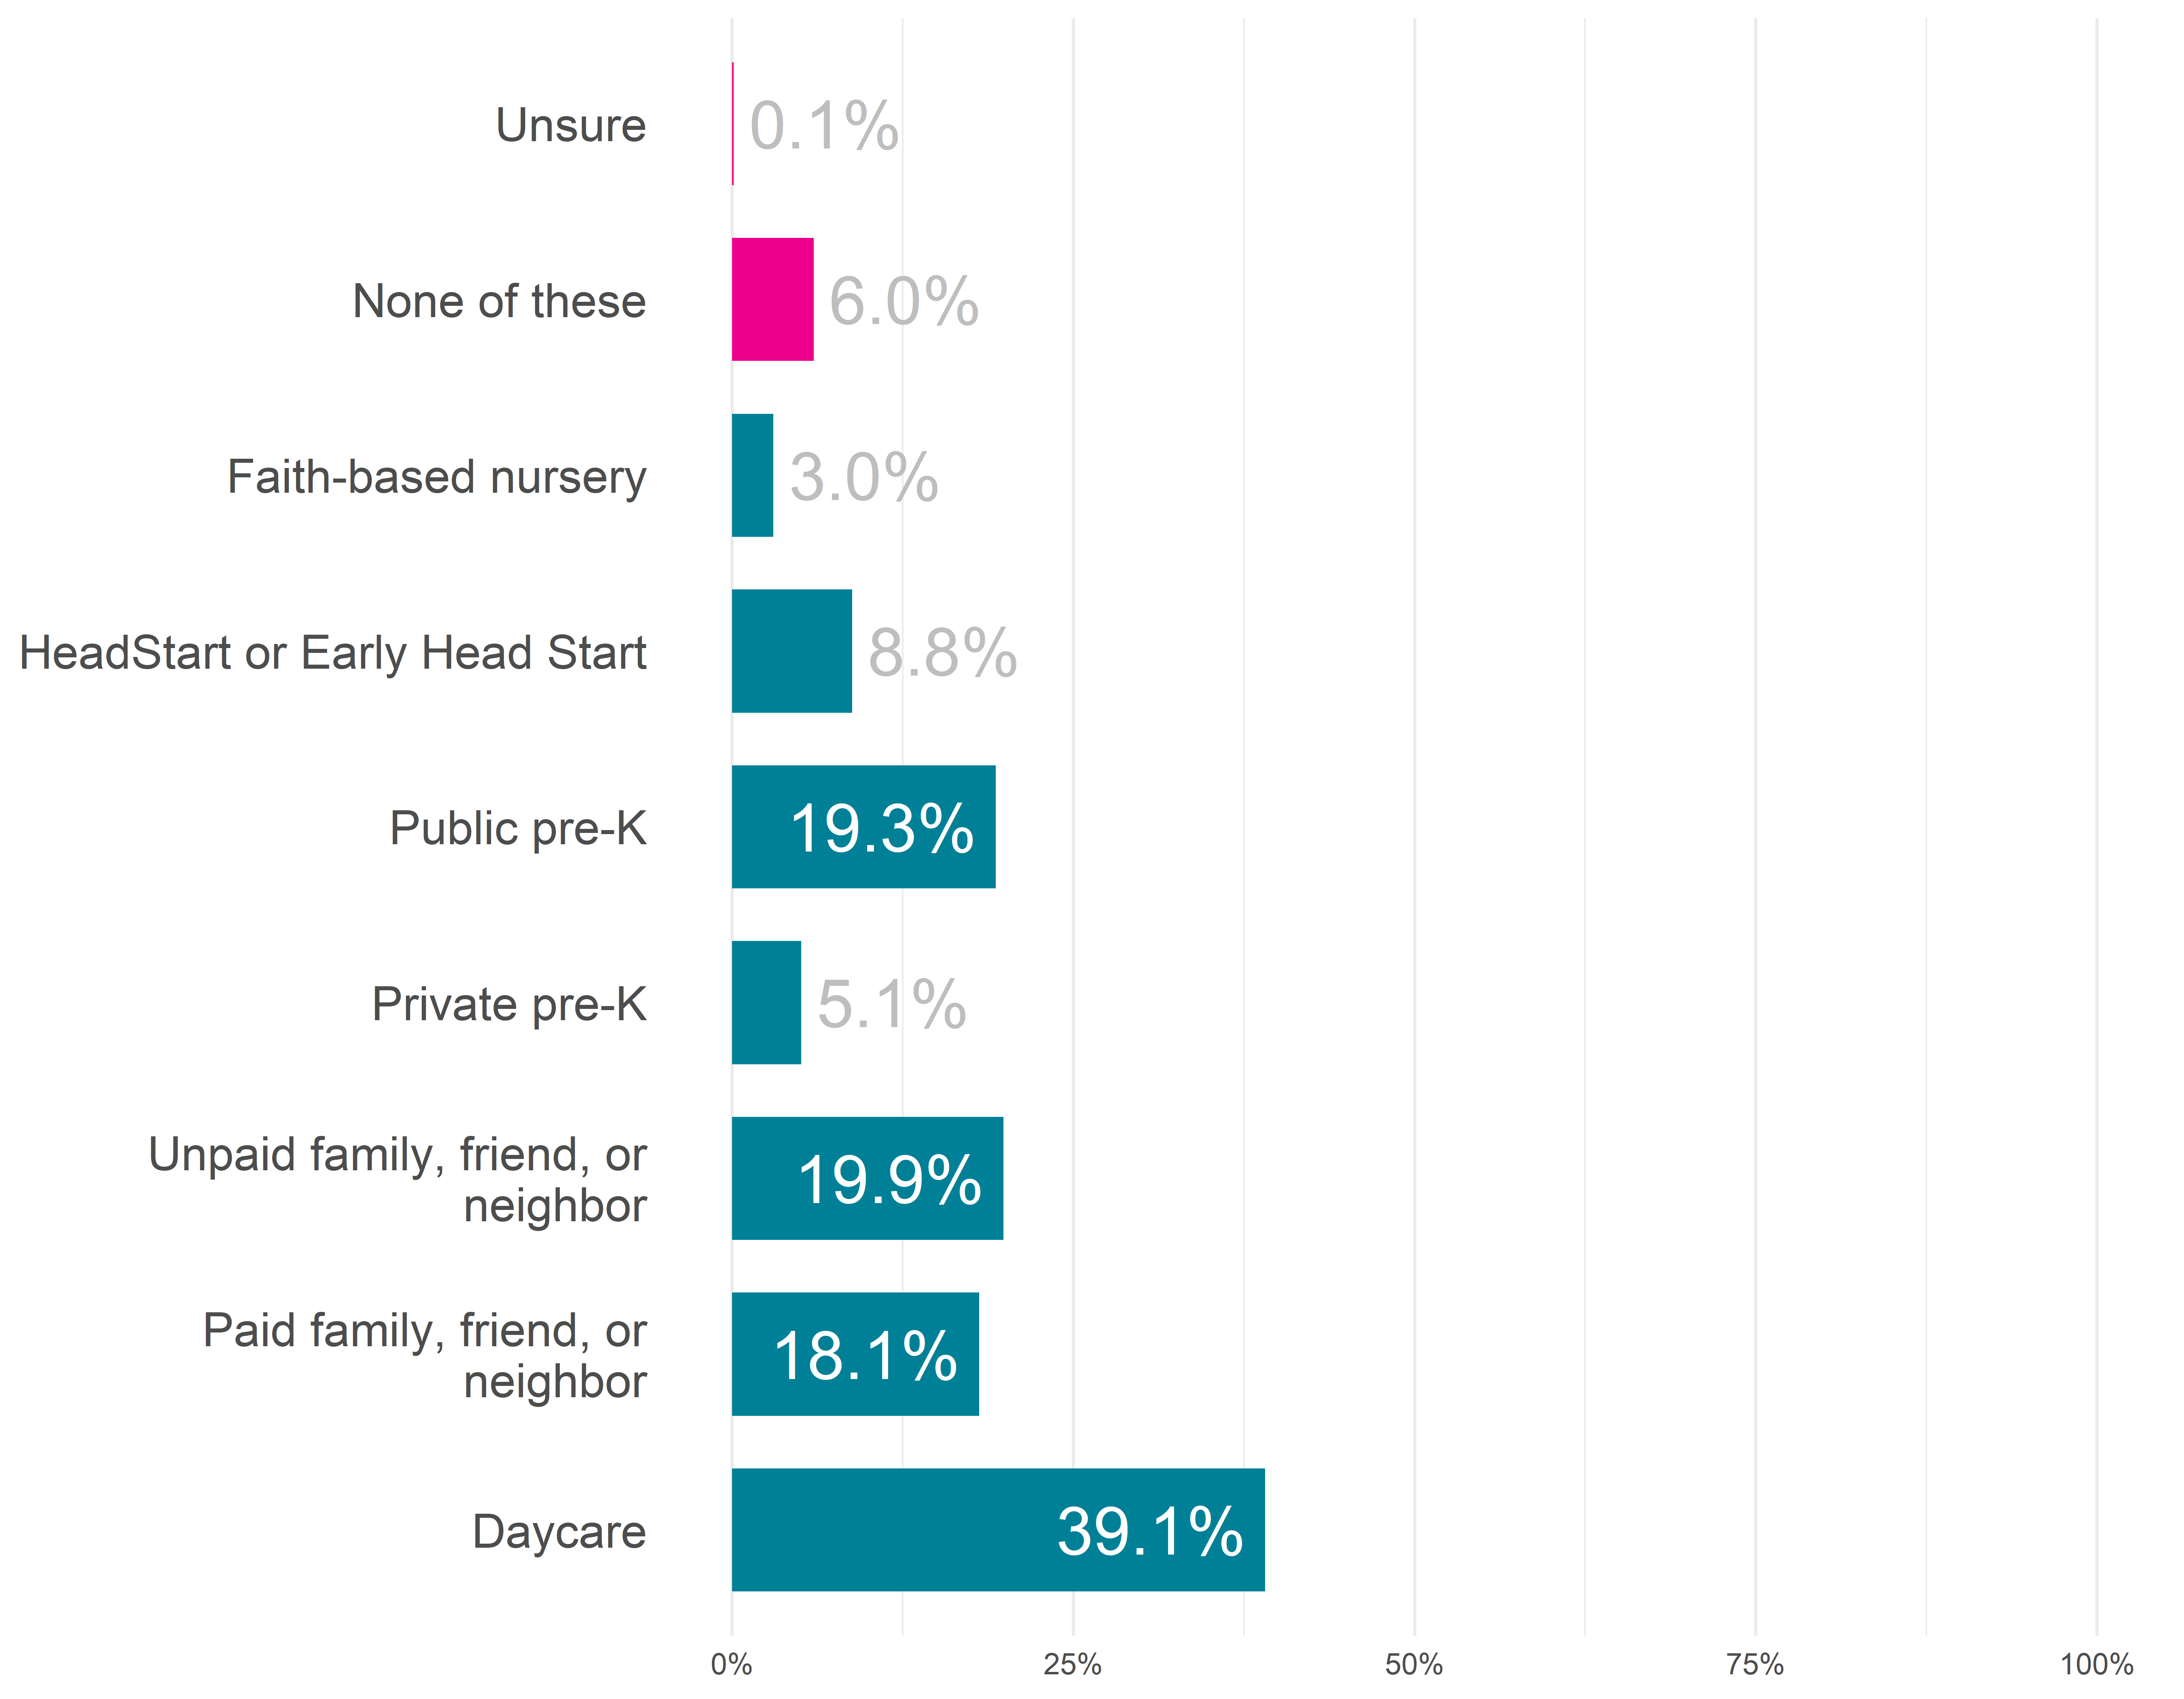 Unsure
0.1%
None of these
6.0%
Faith-based nursery
3.0%
HeadStart or Early Head Start
8.8%
Public pre-K
19.3%
Private pre-K
5.1%
Unpaid family, friend, or
neighbor
19.9%
Paid family, friend, or
neighbor
18.1%
Daycare
39.1%
0% 25% 50% 75% 100%